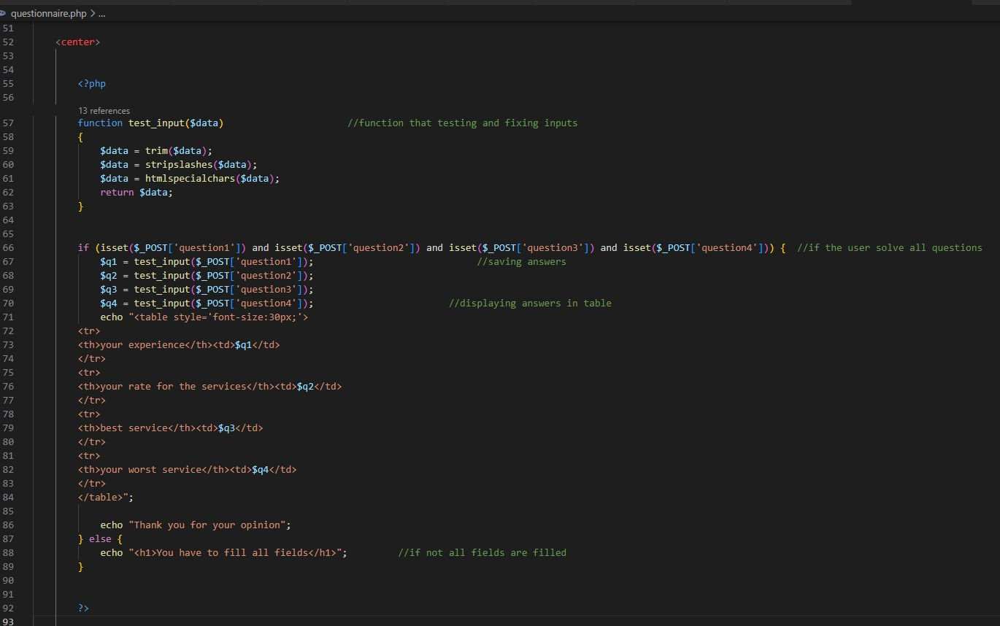 questionnaire.php > ...
51
52 <center>
53
54
55 <?php
56
13 references
57 function test_input($data) //function that testing and fixing inputs
58 {
59 $data = trim($data);
60 $data = stripslashes($data);
61 $data = htmlspecialchars($data);
62 return $data;
63 }
64
65
66 if (isset($_POST['question1']) and isset($_POST['question2']) and isset($_POST['question3']) and isset($_POST['question4'])) { //if the user solve all questions
67 $q1 = test_input($_POST['question1']); //saving answers
68 $q2 = test_input($_POST['question2']);
69 $q3 = test_input($_POST['question3']);
70 $q4 = test_input($_POST['question4']); //displaying answers in table
71 echo "<table style='font-size:30px;'>
72 <tr>
73 <th>your experience</th><td>$q1</td>
74 </tr>
75 <tr>
76 <th>your rate for the services</th><td>$q2</td>
77 </tr>
78 <tr>
79 <th>best service</th><td>$q3</td>
80 </tr>
81 <tr>
82 <th>your worst service</th><td>$q4</td>
83 </tr>
84 </table>";
85
86 echo "Thank you for your opinion";
87 } else {
88 echo "<h1>You have to fill all fields</h1>"; //if not all fields are filled
89 }
90
91
92 ?>
93